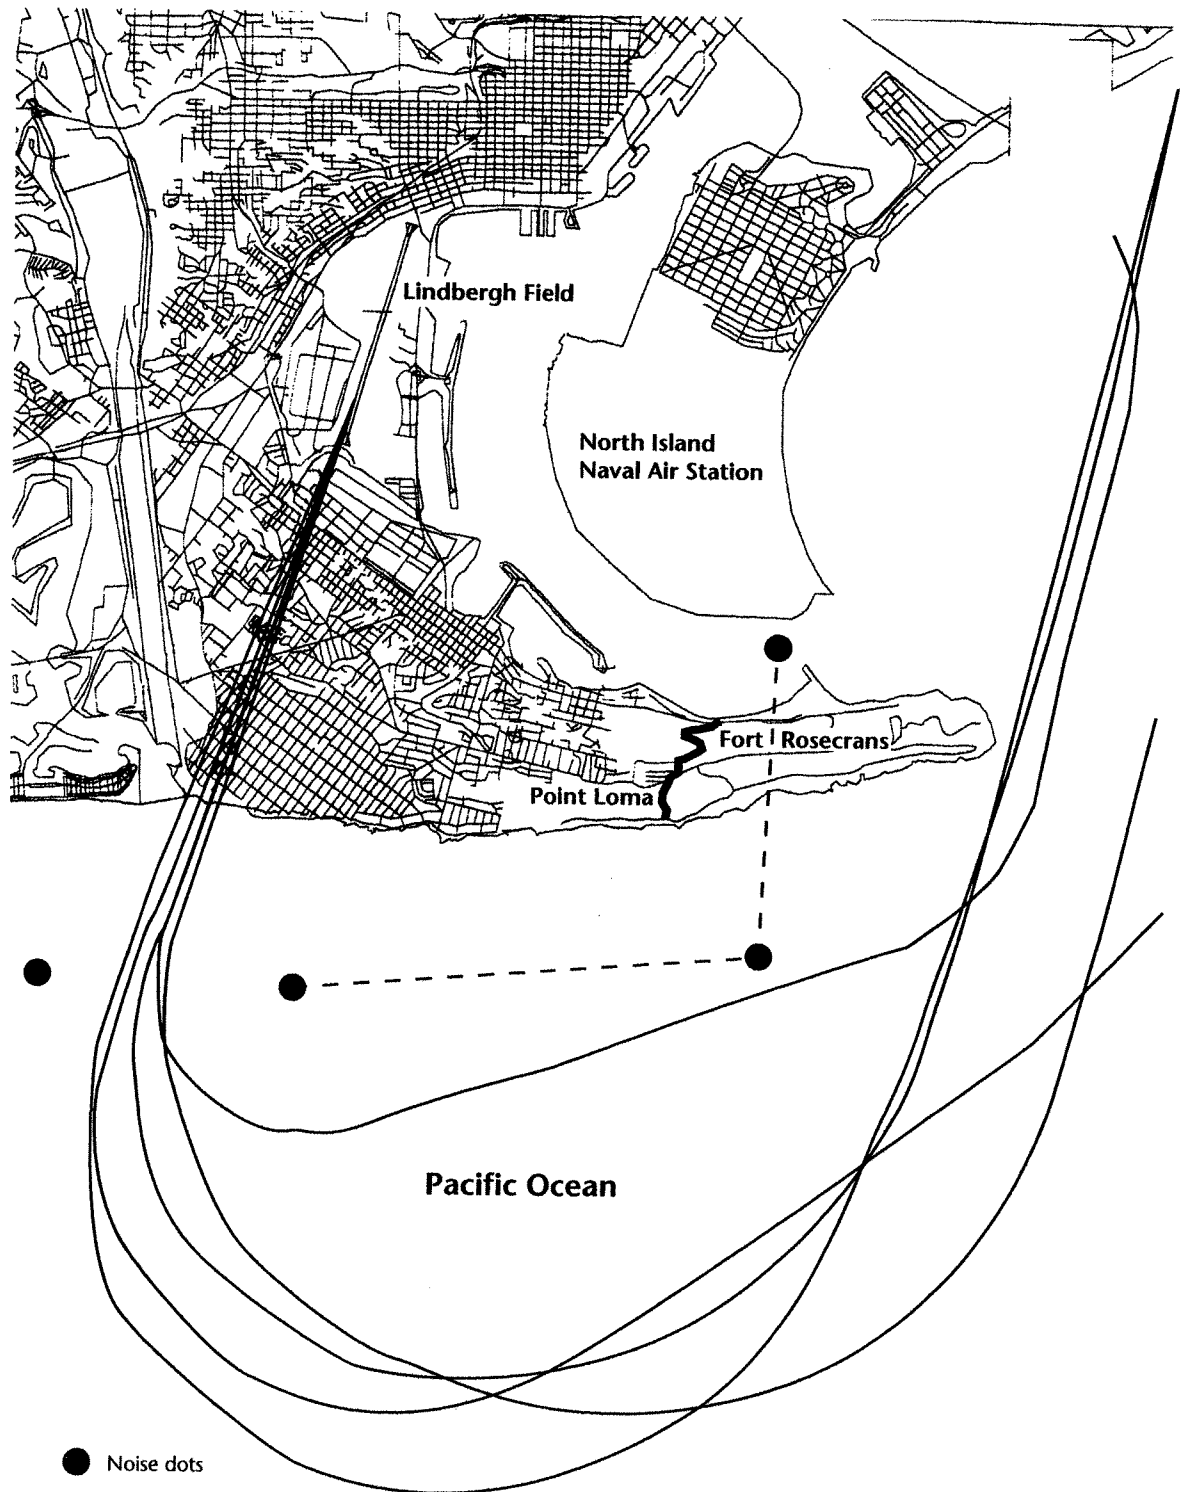 Lindbergh Field
North Island
Naval Air Station
Fort Rosecrans
Point Loma
Pacific Ocean
Noise dots